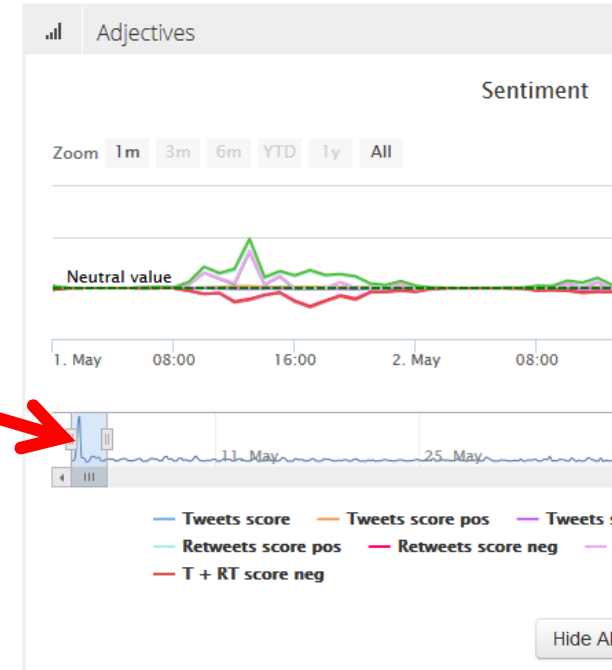 Adjectives
Sentiment
Zoom 1m 3m 6m YTD 1y All
Neutral value
1. May 08:00 16:00 2. May 08:00
11. May 25. May
Tweets score Tweets score pos Tweets
Retweets score pos Retweets score neg
T + RT score neg
Hide Al